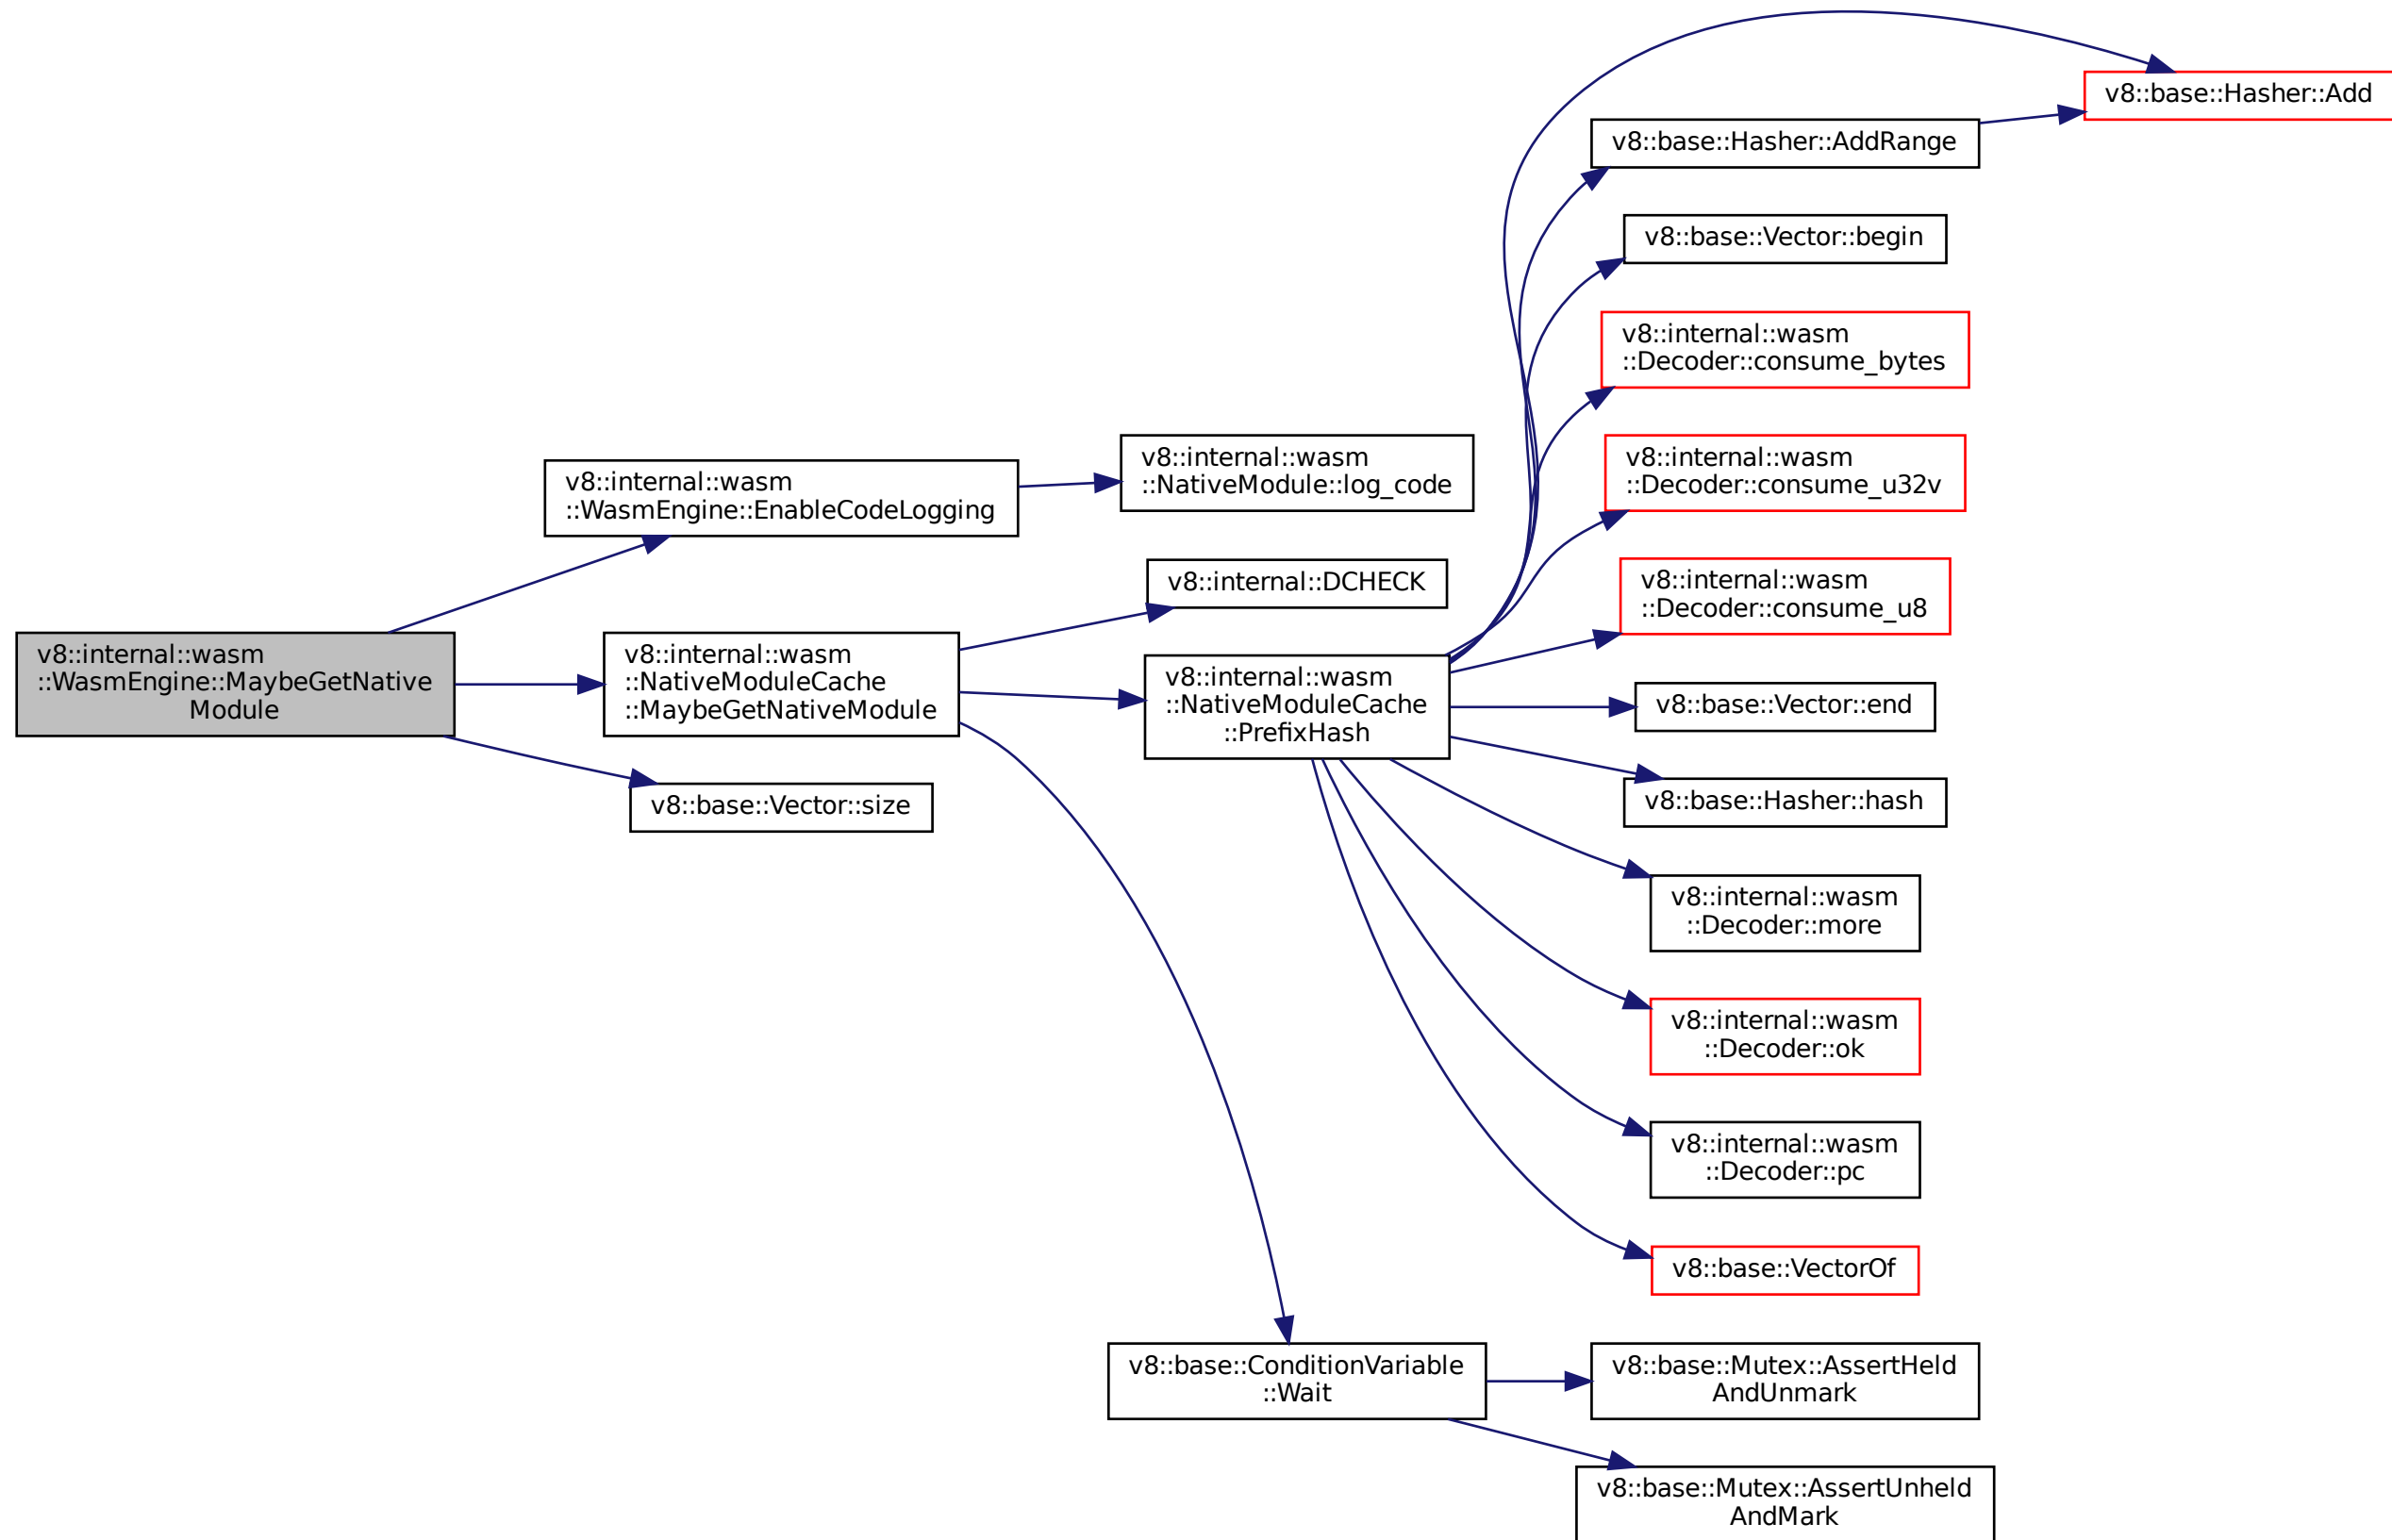 v8::internal::wasm
::WasmEngine::MaybeGetNative
Module
v8::internal::wasm
::WasmEngine::EnableCodeLogging
v8::internal::wasm
::NativeModule::log_code
v8::internal::wasm
::NativeModuleCache
::MaybeGetNativeModule
v8::base::Vector::size
v8::internal::DCHECK
v8::internal::wasm
::NativeModuleCache
::PrefixHash
v8::base::ConditionVariable
::Wait
v8::base::Hasher::Add
v8::base::Hasher::AddRange
v8::base::Vector::begin
v8::internal::wasm
::Decoder::consume_bytes
v8::internal::wasm
::Decoder::consume_u32v
v8::internal::wasm
::Decoder::consume_u8
v8::base::Vector::end
v8::base::Hasher::hash
v8::internal::wasm
::Decoder::more
v8::internal::wasm
::Decoder::ok
v8::internal::wasm
::Decoder::pc
v8::base::VectorOf
v8::base::Mutex::AssertHeld
AndUnmark
v8::base::Mutex::AssertUnheld
AndMark